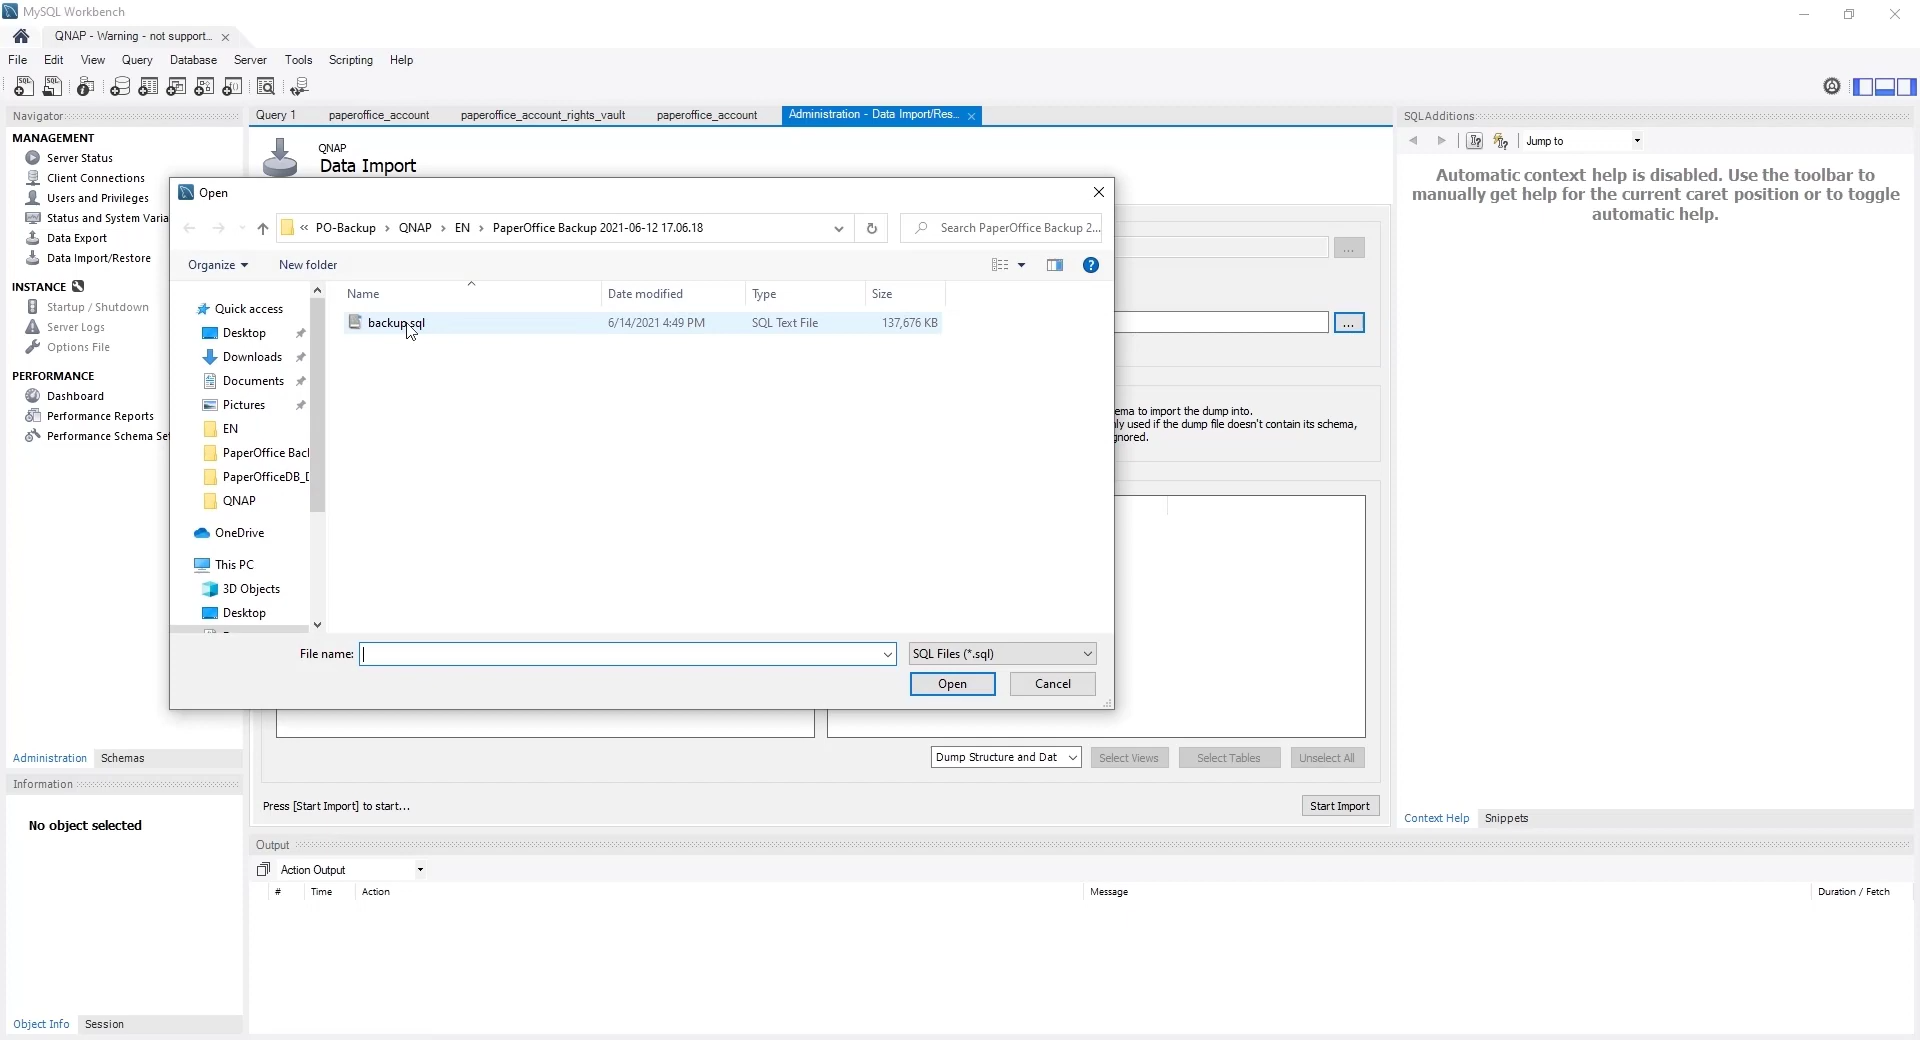 MySQL Workbench
QNAP - Warning - not support...
File Edit View Query Database Server Tools Scripting Help
Navigator
MANAGEMENT
Server Status
Client Connections
Users and Privileges
Status and System Varia
Data Export
Data Import/Restore
INSTANCE
Startup / Shutdown
Server Logs
Options File
PERFORMANCE
Dashboard
Performance Reports
Performance Schema Se
Administration Schemas
Information
No object selected
Object Info Session
Query 1 paperoffice_account paperoffice_account_rights_vault paperoffice_account Administration - Data Import/Res...
QNAP
Data Import
Open
« PO-Backup › QNAP › EN › PaperOffice Backup 2021-06-12 17.06.18
Search PaperOffice Backup 2...
Organize New folder
Quick access
Desktop
Downloads
Documents
Pictures
EN
PaperOffice Bac
PaperOfficeDB_
QNAP
OneDrive
This PC
3D Objects
Desktop
Name Date modified Type Size
backup.sql 6/14/2021 4:49 PM SQL Text File 137,676 KB
File name: SQL Files (*.sql)
Open Cancel
...
...
ema to import the dump into.
ly used if the dump file doesn't contain its schema,
gnored.
Dump Structure and Dat Select Views Select Tables Unselect All
Press [Start Import] to start... Start Import
Output
Action Output
# Time Action Message Duration / Fetch
SQLAdditions
Jump to
Automatic context help is disabled. Use the toolbar to
manually get help for the current caret position or to toggle
automatic help.
Context Help Snippets